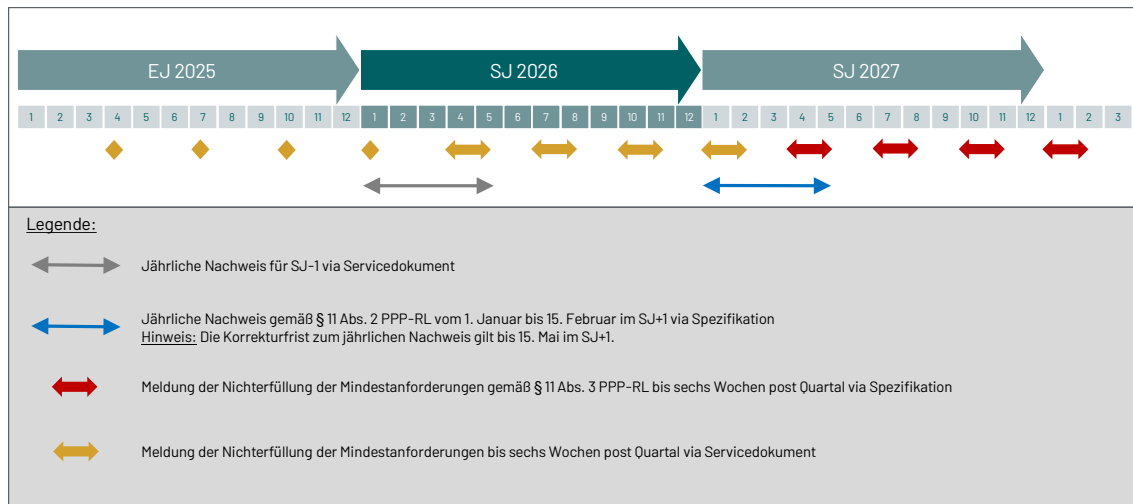 EJ 2025 SJ 2026 SJ 2027
1 2 3 4 5 6 7 8 9 10 11 12 1 2 3 4 5 6 7 8 9 10 11 12 1 2 3 4 5 6 7 8 9 10 11 12 1 2 3
Legende:
Jährliche Nachweis für SJ-1 via Servicedokument
Jährliche Nachweis gemäß § 11 Abs. 2 PPP-RL vom 1. Januar bis 15. Februar im SJ+1 via Spezifikation
Hinweis: Die Korrekturfrist zum jährlichen Nachweis gilt bis 15. Mai im SJ+1.
Meldung der Nichterfüllung der Mindestanforderungen gemäß § 11 Abs. 3 PPP-RL bis sechs Wochen post Quartal via Spezifikation
Meldung der Nichterfüllung der Mindestanforderungen bis sechs Wochen post Quartal via Servicedokument